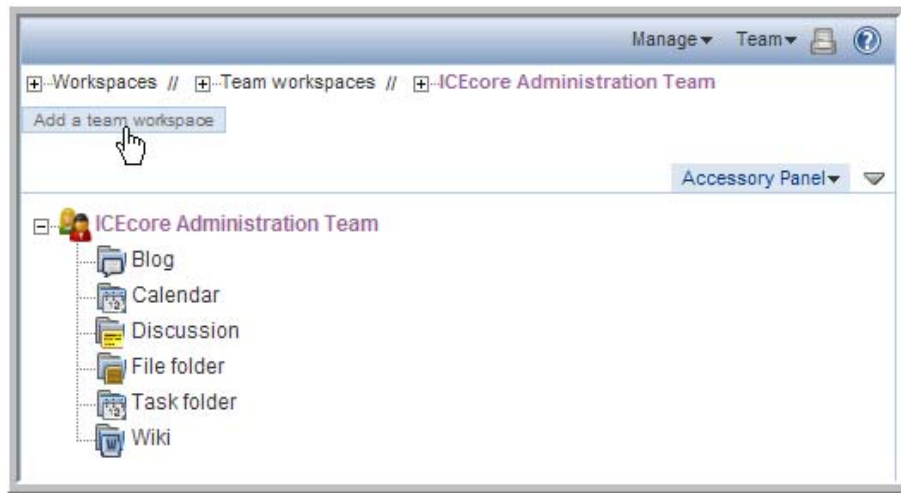 Manage Team
Workspaces // Team workspaces // ICEcore Administration Team
Add a team workspace
Accessory Panel
ICEcore Administration Team
Blog
Calendar
Discussion
File folder
Task folder
Wiki